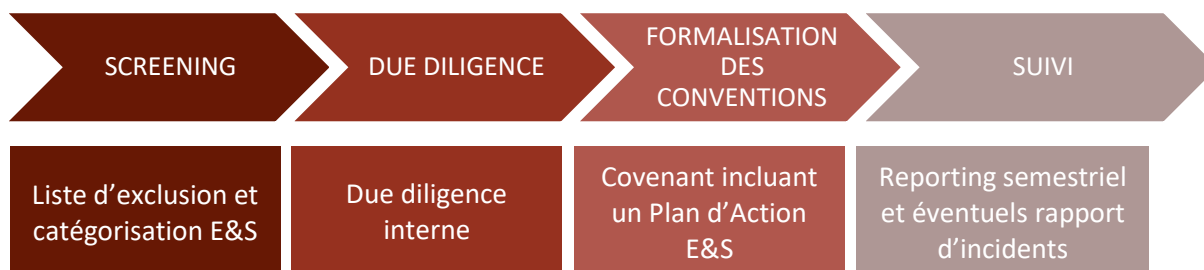 SCREENING
DUE DILIGENCE
FORMALISATION
DES
CONVENTIONS
SUIVI
Liste d’exclusion et
catégorisation E&S
Due diligence
interne
Covenant incluant
un Plan d’Action
E&S
Reporting semestriel
et éventuels rapport
d’incidents